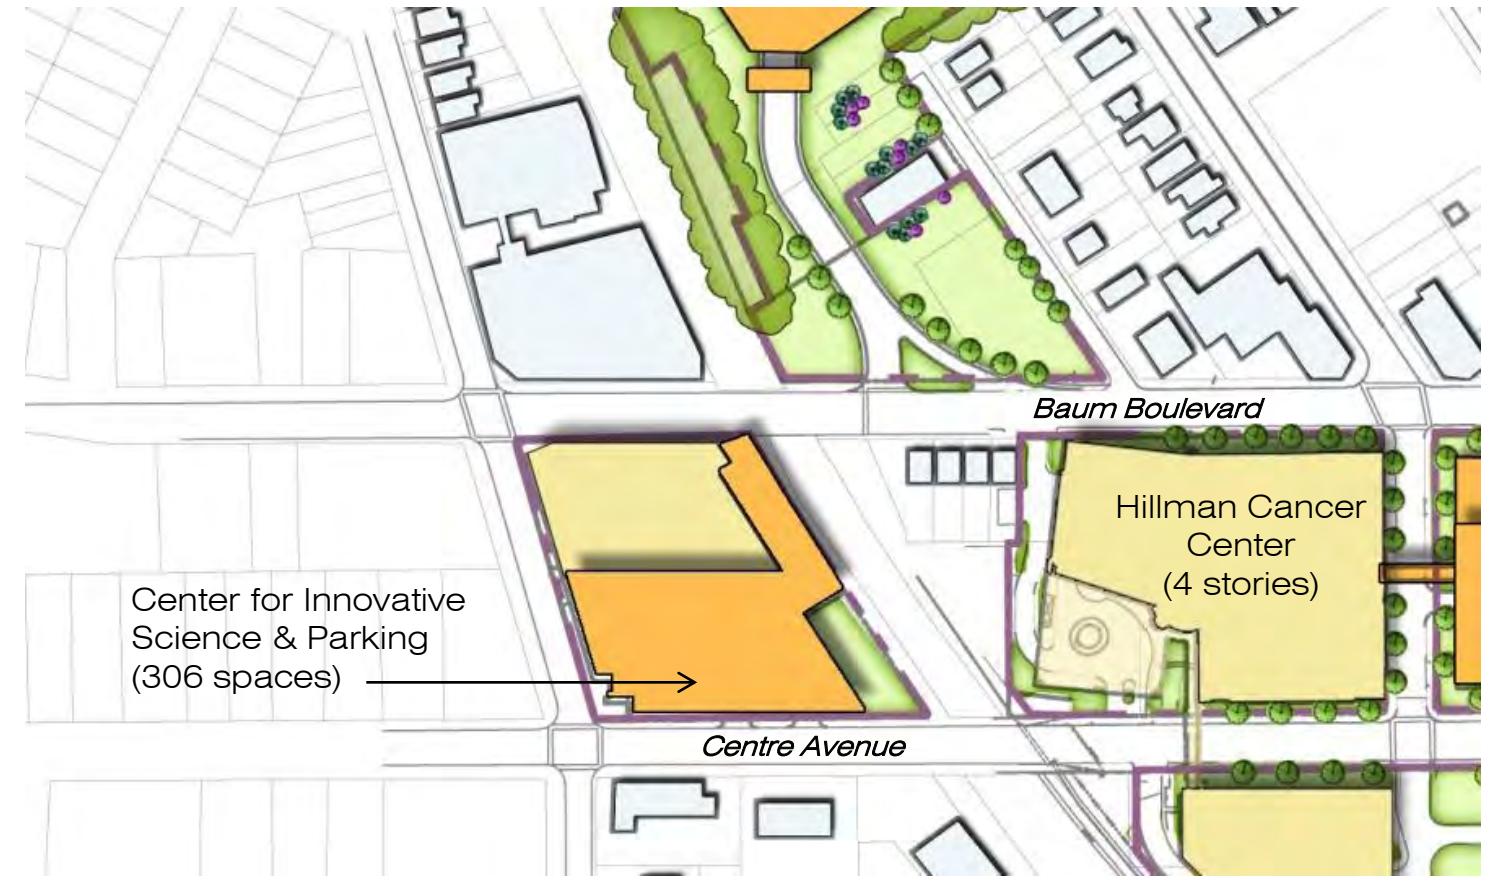 Baum Boulevard
Hillman Cancer
Center
(4 stories)
Center for Innovative
Science & Parking
(306 spaces)
Centre Avenue